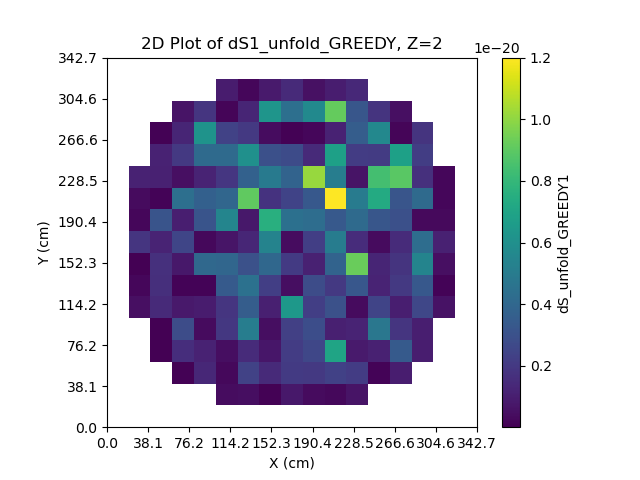 2D Plot of dS1_unfold_GREEDY, Z=2
1e−20
342.7
304.6
266.6
228.5
190.4
152.3
114.2
76.2
38.1
0.0
Y (cm)
0.0 38.1 76.2 114.2 152.3 190.4 228.5 266.6 304.6 342.7
X (cm)
1.2
1.0
0.8
0.6
0.4
0.2
dS_unfold_GREEDY1